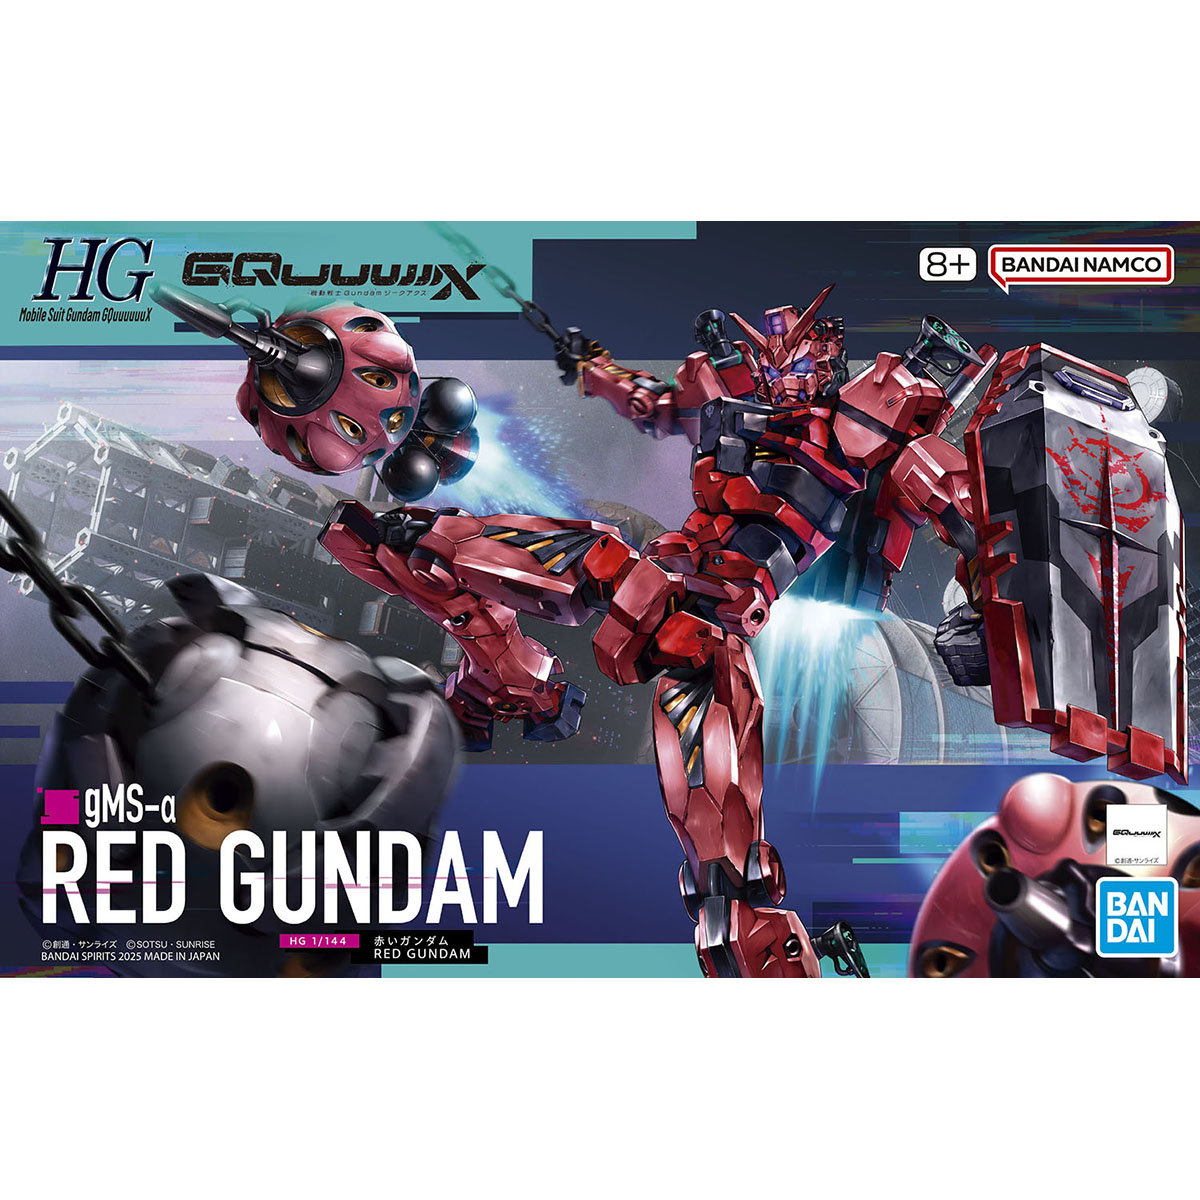 HG
Mobile Suit Gundam GQuuuuuuX
GQuuuuuuX
機動戦士Gundamジークアクス
8+
BANDAI NAMCO
gMS-α
RED GUNDAM
HG 1/144
赤いガンダム
RED GUNDAM
©創通・サンライズ ©SOTSU・SUNRISE
BANDAI SPIRITS 2025 MADE IN JAPAN
GQuuuuuuX
©創通・サンライズ
BAN
DAI